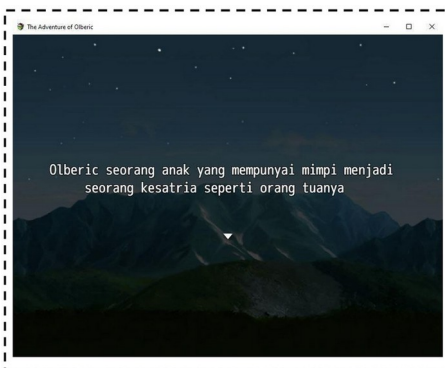 The Adventure of Olberic
Olberic seorang anak yang mempunyai mimpi menjadi
seorang kesatria seperti orang tuanya